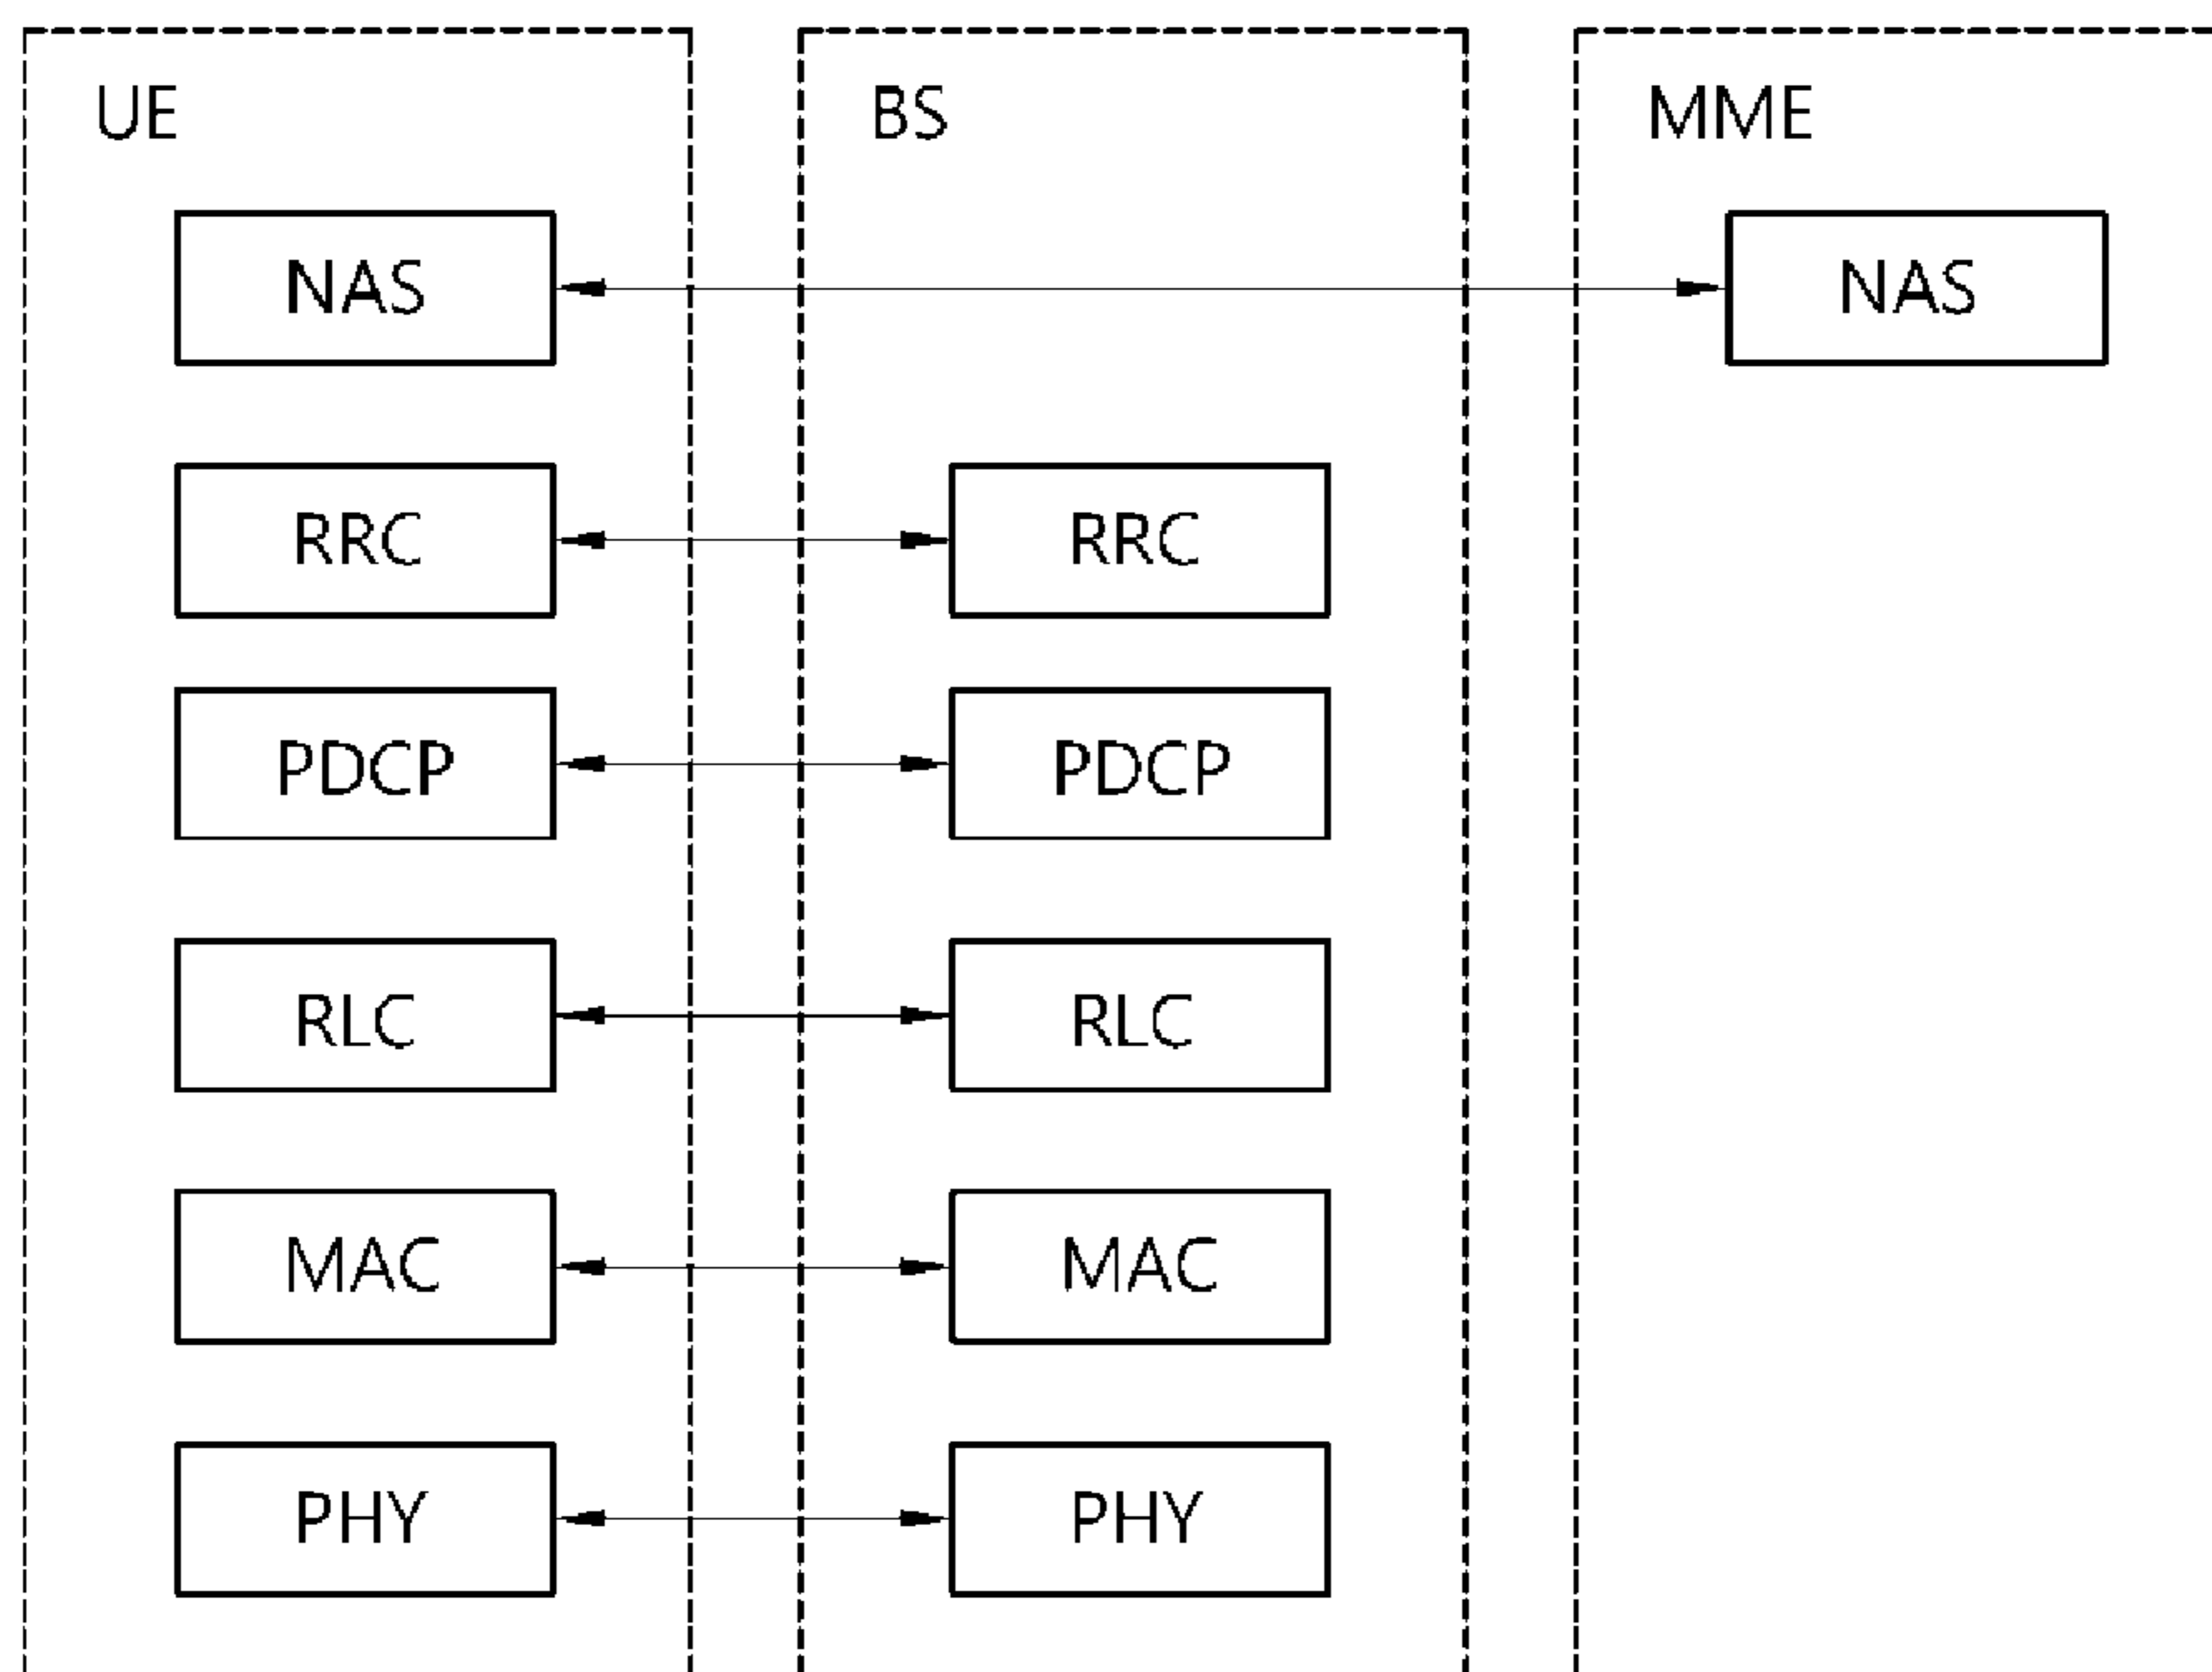 UE BS MME
NAS NAS
RRC RRC
PDCP PDCP
RLC RLC
MAC MAC
PHY PHY